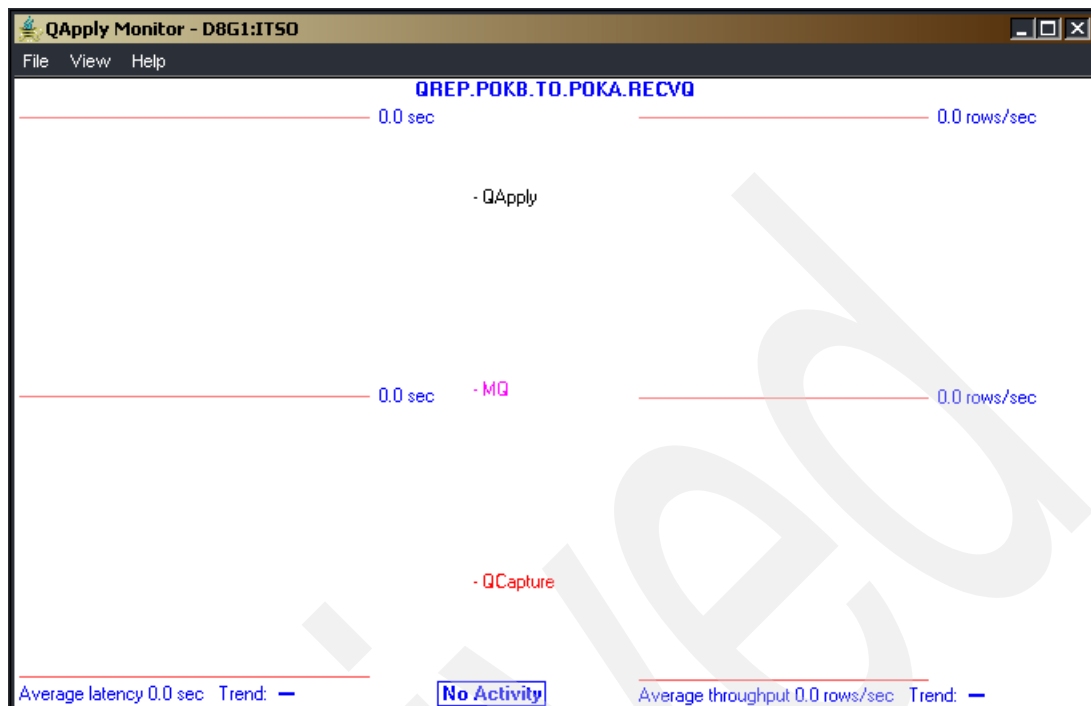 QApply Monitor - D8G1:ITSO
File View Help
QREP.POKB.TO.POKA.RECVQ
0.0 sec
0.0 rows/sec
- QApply
0.0 sec
- MQ
0.0 rows/sec
- QCapture
Average latency 0.0 sec Trend: –
No Activity
Average throughput 0.0 rows/sec Trend: –